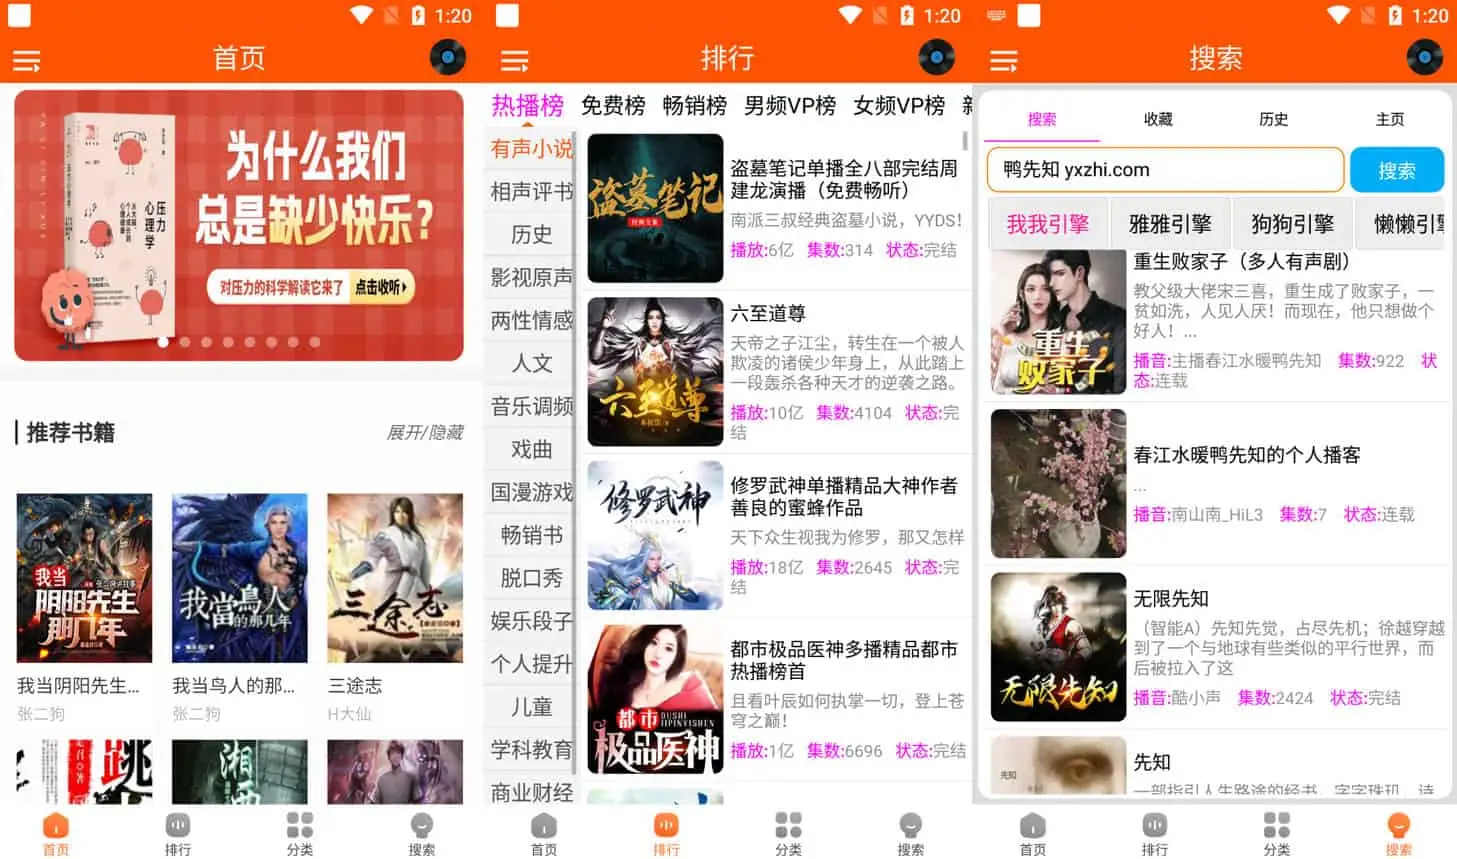 1:20
首页
为什么我们
总是缺少快乐?
对压力的科学解读它来了 点击收听
压力心理学
推荐书籍
展开/隐藏
我当阴阳先生那几年
我當鳥人的那几年
三途志
我当阴阳先生...
张二狗
我当鸟人的那...
张二狗
三途志
H大仙
湘西
首页
排行
分类
搜索
1:20
排行
热播榜 免费榜 畅销榜 男频VP榜 女频VP榜
有声小说
相声评书
历史
影视原声
两性情感
人文
音乐调频
戏曲
国漫游戏
畅销书
脱口秀
娱乐段子
个人提升
儿童
学科教育
商业财经
盗墓笔记
盗墓笔记单播全八部完结周
建龙演播（免费畅听）
南派三叔经典盗墓小说，YYDS！
播放:6亿 集数:314 状态:完结
六至道尊
六至道尊
天帝之子江尘，转生在一个被人
欺凌的诸侯少年身上，从此踏上
一段轰杀各种天才的逆袭之路。
播放:10亿 集数:4104 状态:完
结
修罗武神
修罗武神单播精品大神作者
善良的蜜蜂作品
天下众生视我为修罗，那又怎样
播放:18亿 集数:2645 状态:完
结
都市
DUSHI
JIPINYISHEN
极品医神
都市极品医神多播精品都市
热播榜首
且看叶辰如何执掌一切，登上苍
穹之巅！
播放:1亿 集数:6696 状态:完结
首页
排行
分类
搜索
1:20
搜索
搜索 收藏 历史 主页
鸭先知 yxzhi.com
搜索
我我引擎 雅雅引擎 狗狗引擎 懒懒引擎
重生败家子
重生败家子（多人有声剧）
教父级大佬宋三喜，重生成了败家子，一
贫如洗，人见人厌！而现在，他只想做个
好人！...
播音:主播春江水暖鸭先知 集数:922 状
态:连载
春江水暖鸭先知的个人播客
...
播音:南山南_HiL3 集数:7 状态:连载
无限先知
无限先知
（智能A）先知先觉，占尽先机；徐越穿越
到了一个与地球有些类似的平行世界，而
后被拉入了这
播音:酷小声 集数:2424 状态:完结
先知
先知
一部指引人生路途的经书，字字珠玑，诗
首页
排行
分类
搜索